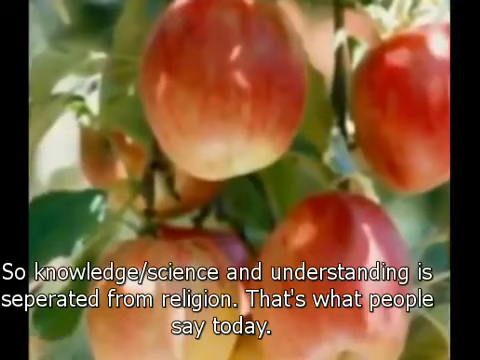 So knowledge/science and understanding is
seperated from religion. That's what people
say today.